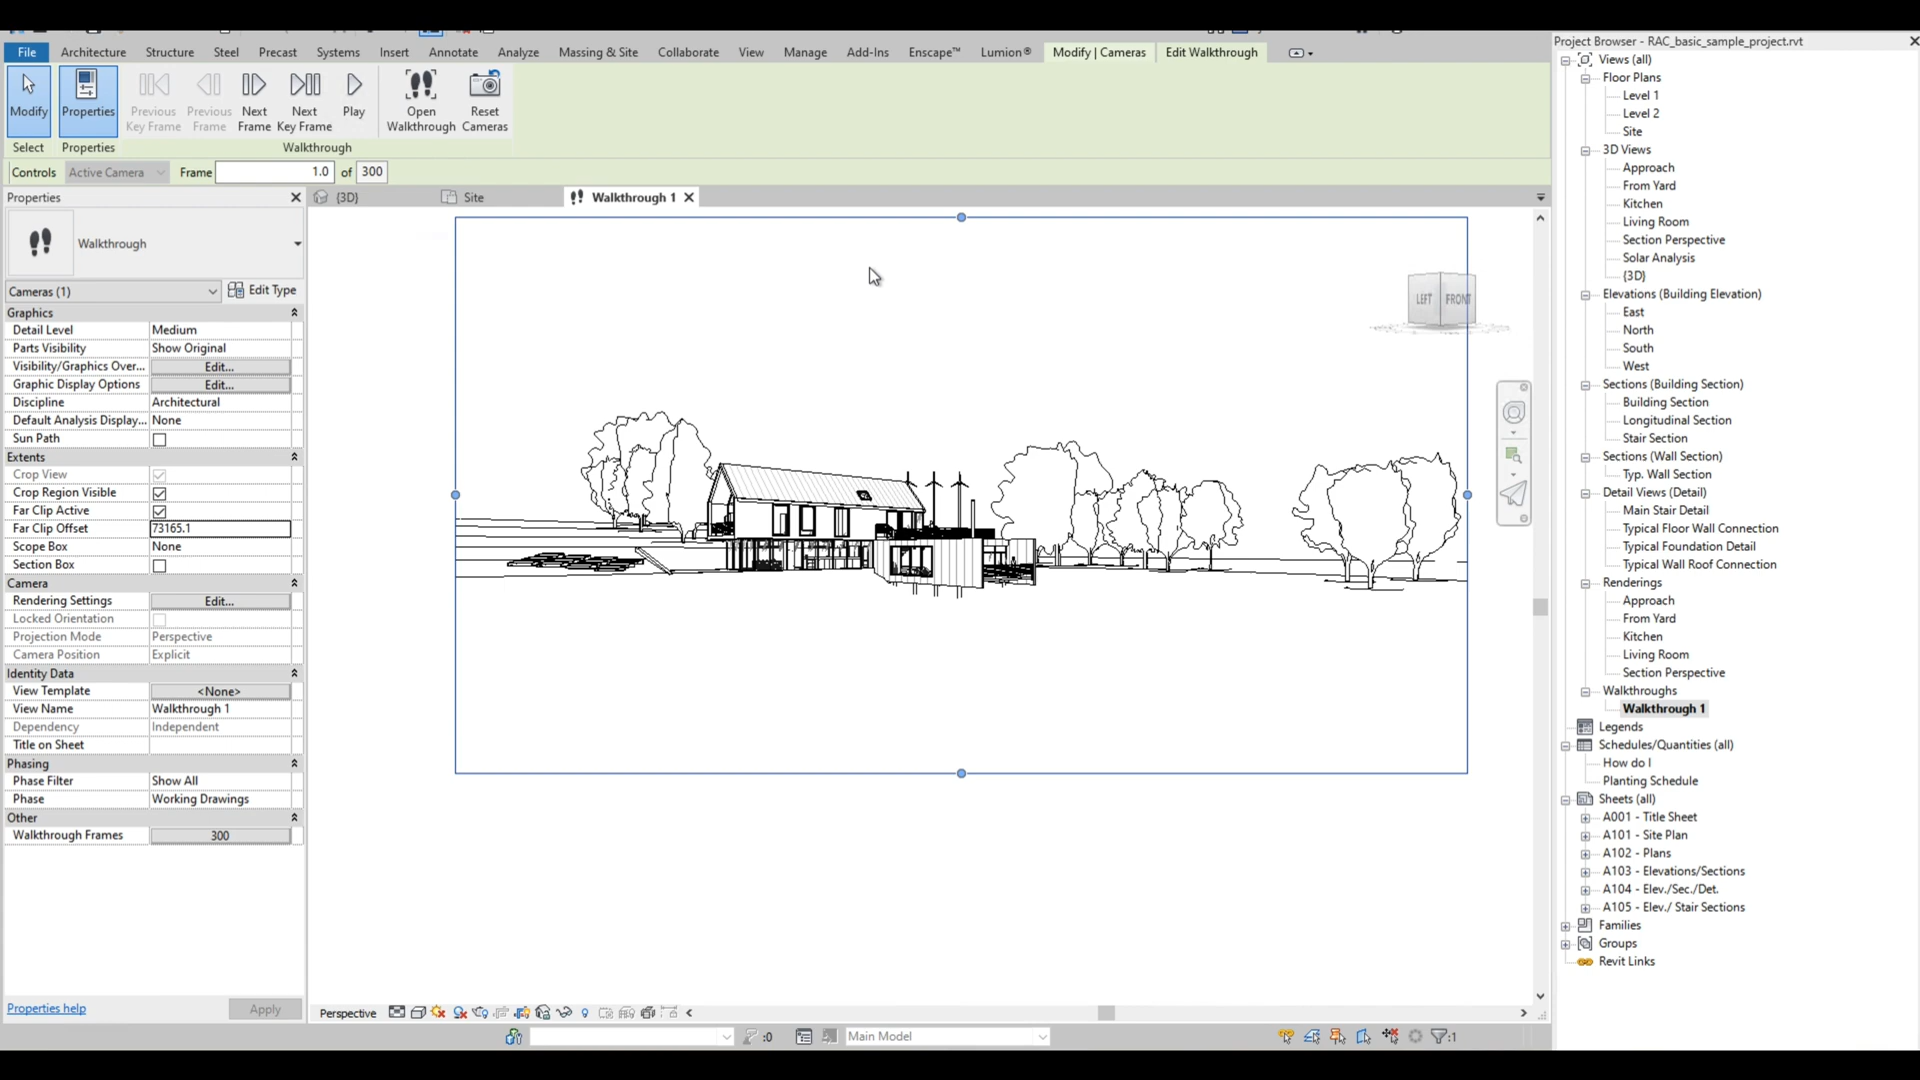 File Architecture Structure Steel Precast Systems Insert Annotate Analyze Massing & Site Collaborate View Manage Add-Ins Enscape™ Lumion® Modify | Cameras Edit Walkthrough
Modify Properties Previous Key Frame Previous Frame Next Frame Next Key Frame Play Open Walkthrough Reset Cameras
Select Properties Walkthrough
Controls Active Camera Frame 1.0 of 300
Properties
{3D} Site Walkthrough 1
Walkthrough
Cameras (1) Edit Type
Graphics
Detail Level Medium
Parts Visibility Show Original
Visibility/Graphics Over... Edit...
Graphic Display Options Edit...
Discipline Architectural
Default Analysis Display... None
Sun Path
Extents
Crop View
Crop Region Visible
Far Clip Active
Far Clip Offset 73165.1
Scope Box None
Section Box
Camera
Rendering Settings Edit...
Locked Orientation
Projection Mode Perspective
Camera Position Explicit
Identity Data
View Template <None>
View Name Walkthrough 1
Dependency Independent
Title on Sheet
Phasing
Phase Filter Show All
Phase Working Drawings
Other
Walkthrough Frames 300
Properties help Apply
LEFT FRONT
Perspective
:0 Main Model :1
Project Browser - RAC_basic_sample_project.rvt
Views (all)
Floor Plans
Level 1
Level 2
Site
3D Views
Approach
From Yard
Kitchen
Living Room
Section Perspective
Solar Analysis
{3D}
Elevations (Building Elevation)
East
North
South
West
Sections (Building Section)
Building Section
Longitudinal Section
Stair Section
Sections (Wall Section)
Typ. Wall Section
Detail Views (Detail)
Main Stair Detail
Typical Floor Wall Connection
Typical Foundation Detail
Typical Wall Roof Connection
Renderings
Approach
From Yard
Kitchen
Living Room
Section Perspective
Walkthroughs
Walkthrough 1
Legends
Schedules/Quantities (all)
How do I
Planting Schedule
Sheets (all)
A001 - Title Sheet
A101 - Site Plan
A102 - Plans
A103 - Elevations/Sections
A104 - Elev./Sec./Det.
A105 - Elev./ Stair Sections
Families
Groups
Revit Links